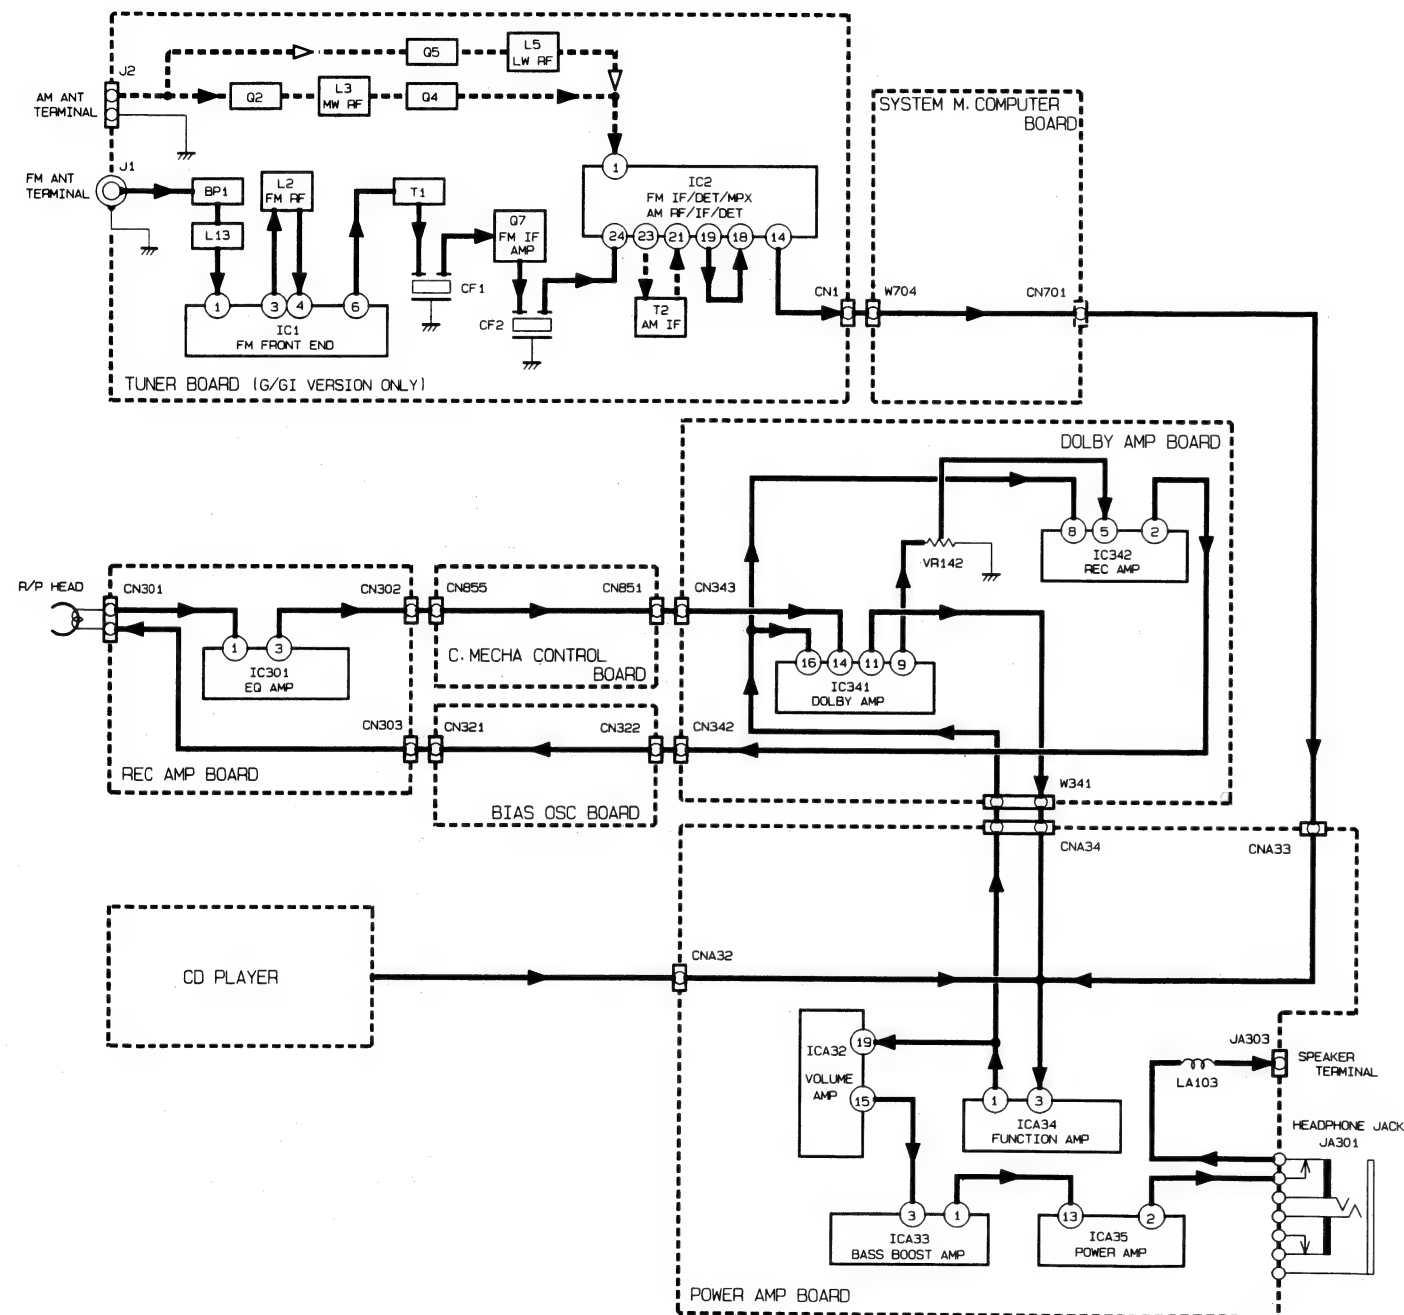 J2
AM ANT
TERMINAL
Q5
L5
LW RF
Q2
L3
MW RF
Q4
J1
FM ANT
TERMINAL
BP1
L2
FM RF
T1
L13
Q7
FM IF
AMP
1
IC2
FM IF/DET/MPX
AM RF/IF/DET
24
23
21
19
18
14
1
3
4
6
IC1
FM FRONT END
CF1
CF2
T2
AM IF
CN1
W704
CN701
SYSTEM M. COMPUTER
BOARD
TUNER BOARD (G/GI VERSION ONLY)
DOLBY AMP BOARD
8
5
2
IC342
REC AMP
VR142
R/P HEAD
CN301
CN302
CN855
CN851
CN343
1
3
IC301
EQ AMP
C. MECHA CONTROL
BOARD
16
14
11
9
IC341
DOLBY AMP
CN303
CN321
CN322
CN342
REC AMP BOARD
BIAS OSC BOARD
W341
CNA34
CNA33
CD PLAYER
CNA32
ICA32
VOLUME
AMP
19
15
1
3
ICA34
FUNCTION AMP
LA103
JA303
SPEAKER
TERMINAL
HEADPHONE JACK
JA301
3
1
ICA33
BASS BOOST AMP
13
2
ICA35
POWER AMP
POWER AMP BOARD